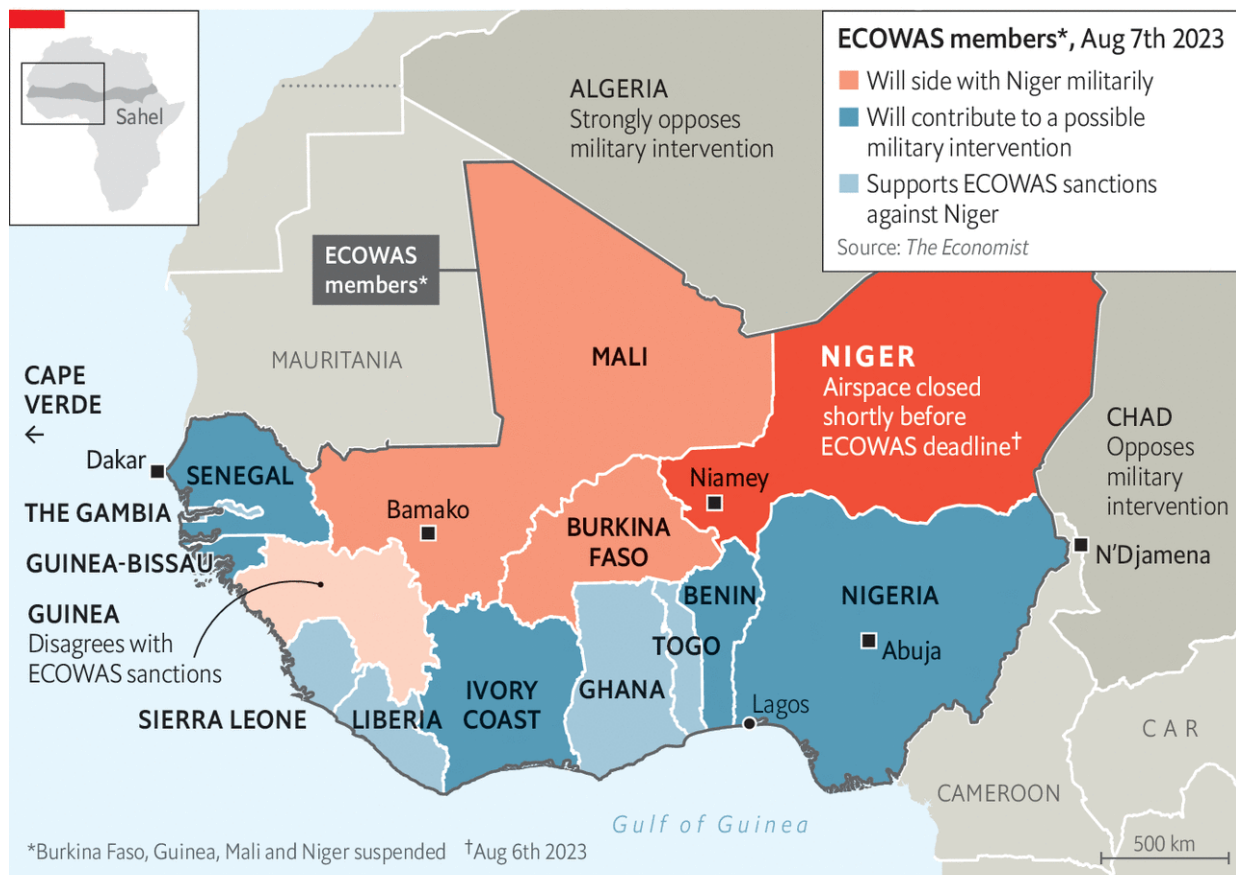 Sahel
ECOWAS members*, Aug 7th 2023
Will side with Niger militarily
Will contribute to a possible
military intervention
Supports ECOWAS sanctions
against Niger
Source: The Economist
ALGERIA
Strongly opposes
military intervention
ECOWAS
members*
MAURITANIA
MALI
NIGER
Airspace closed
shortly before
ECOWAS deadline†
CHAD
Opposes
military
intervention
CAPE
VERDE
←
Dakar
SENEGAL
THE GAMBIA
GUINEA-BISSAU
GUINEA
Disagrees with
ECOWAS sanctions
Bamako
BURKINA
FASO
Niamey
BENIN
NIGERIA
N'Djamena
TOGO
Abuja
SIERRA LEONE
LIBERIA
IVORY
COAST
GHANA
Lagos
CAR
CAMEROON
Gulf of Guinea
*Burkina Faso, Guinea, Mali and Niger suspended †Aug 6th 2023
500 km